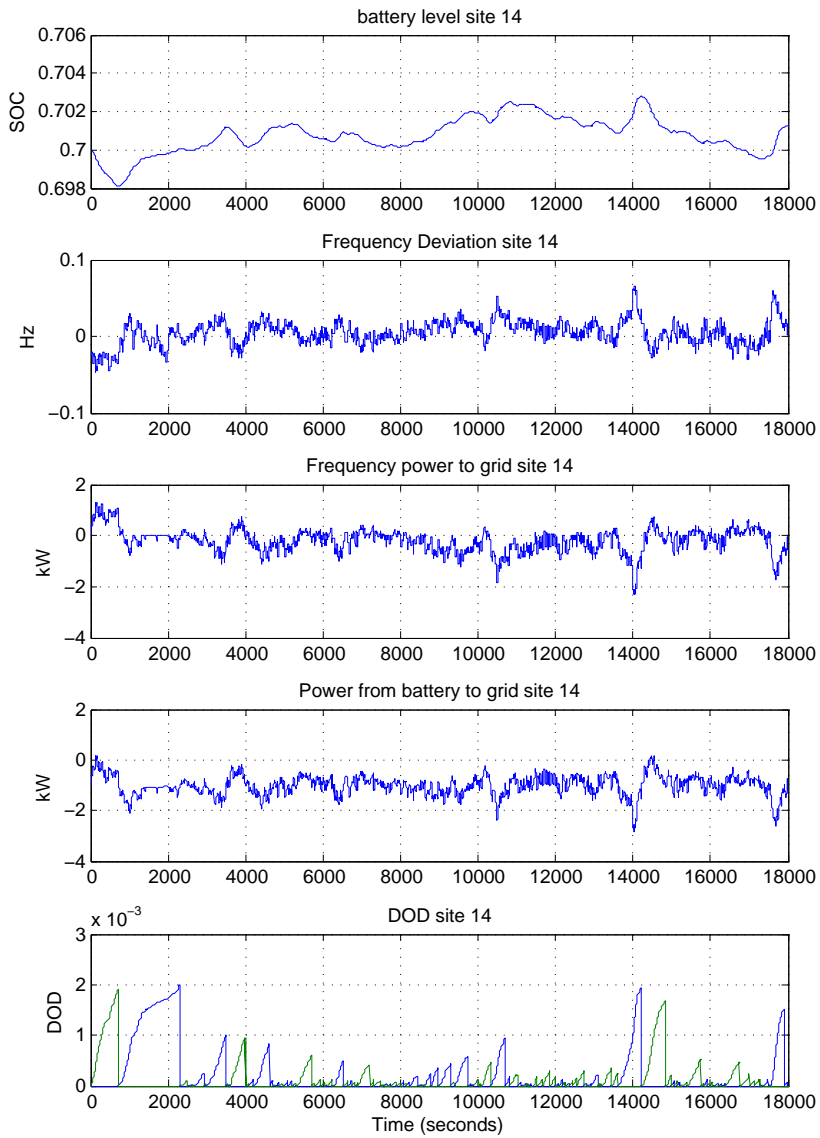 battery level site 14
0.706
0.704
0.702
0.7
0.698
SOC
0 2000 4000 6000 8000 10000 12000 14000 16000 18000
Frequency Deviation site 14
0.1
0
−0.1
Hz
0 2000 4000 6000 8000 10000 12000 14000 16000 18000
Frequency power to grid site 14
2
0
−2
−4
kW
0 2000 4000 6000 8000 10000 12000 14000 16000 18000
Power from battery to grid site 14
2
0
−2
−4
kW
0 2000 4000 6000 8000 10000 12000 14000 16000 18000
x 10−3
DOD site 14
3
2
1
0
DOD
0 2000 4000 6000 8000 10000 12000 14000 16000 18000
Time (seconds)